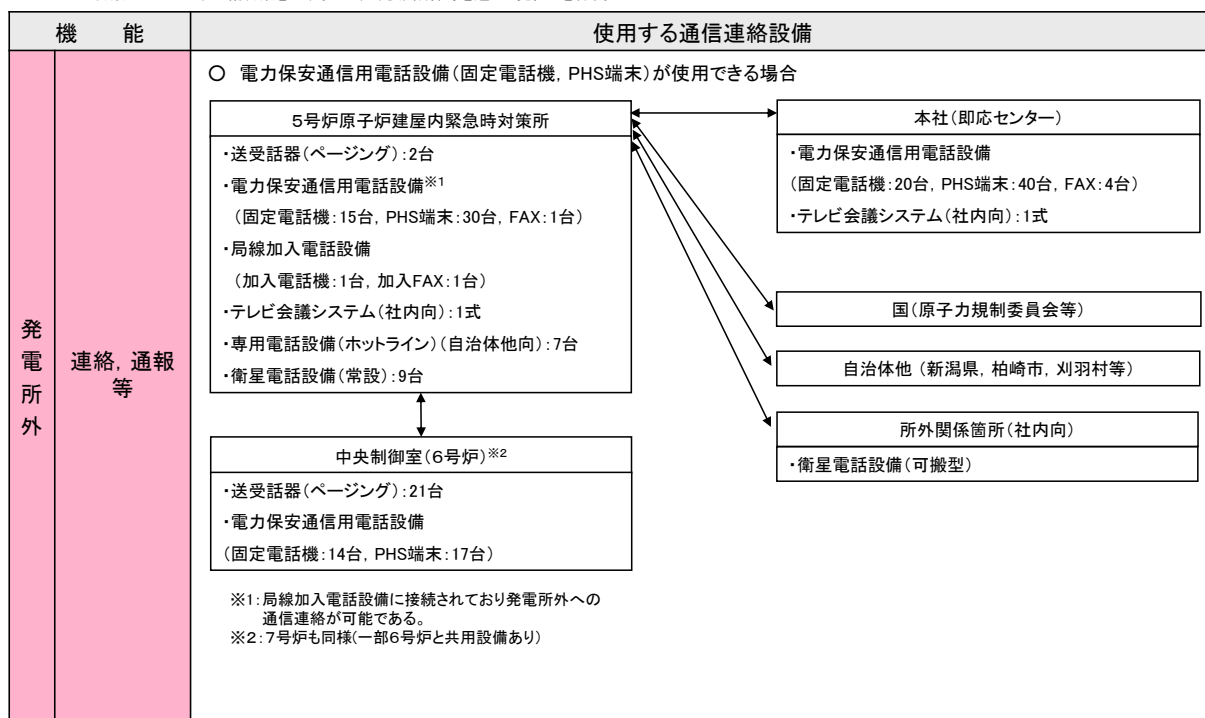 機 能
使用する通信連絡設備
発電所外
連絡，通報
等
○ 電力保安通信用電話設備(固定電話機，PHS端末)が使用できる場合
5号炉原子炉建屋内緊急時対策所
・送受話器(ページング):2台
・電力保安通信用電話設備※1
(固定電話機:15台，PHS端末:30台，FAX:1台)
・局線加入電話設備
(加入電話機:1台，加入FAX:1台)
・テレビ会議システム(社内向):1式
・専用電話設備(ホットライン)(自治体他向):7台
・衛星電話設備(常設):9台
中央制御室(6号炉)※2
・送受話器(ページング):21台
・電力保安通信用電話設備
(固定電話機:14台，PHS端末:17台)
※1:局線加入電話設備に接続されており発電所外への
通信連絡が可能である。
※2:7号炉も同様(一部6号炉と共用設備あり)
本社(即応センター)
・電力保安通信用電話設備
(固定電話機:20台，PHS端末:40台，FAX:4台)
・テレビ会議システム(社内向):1式
国(原子力規制委員会等)
自治体他 (新潟県，柏崎市，刈羽村等)
所外関係箇所(社内向)
・衛星電話設備(可搬型)